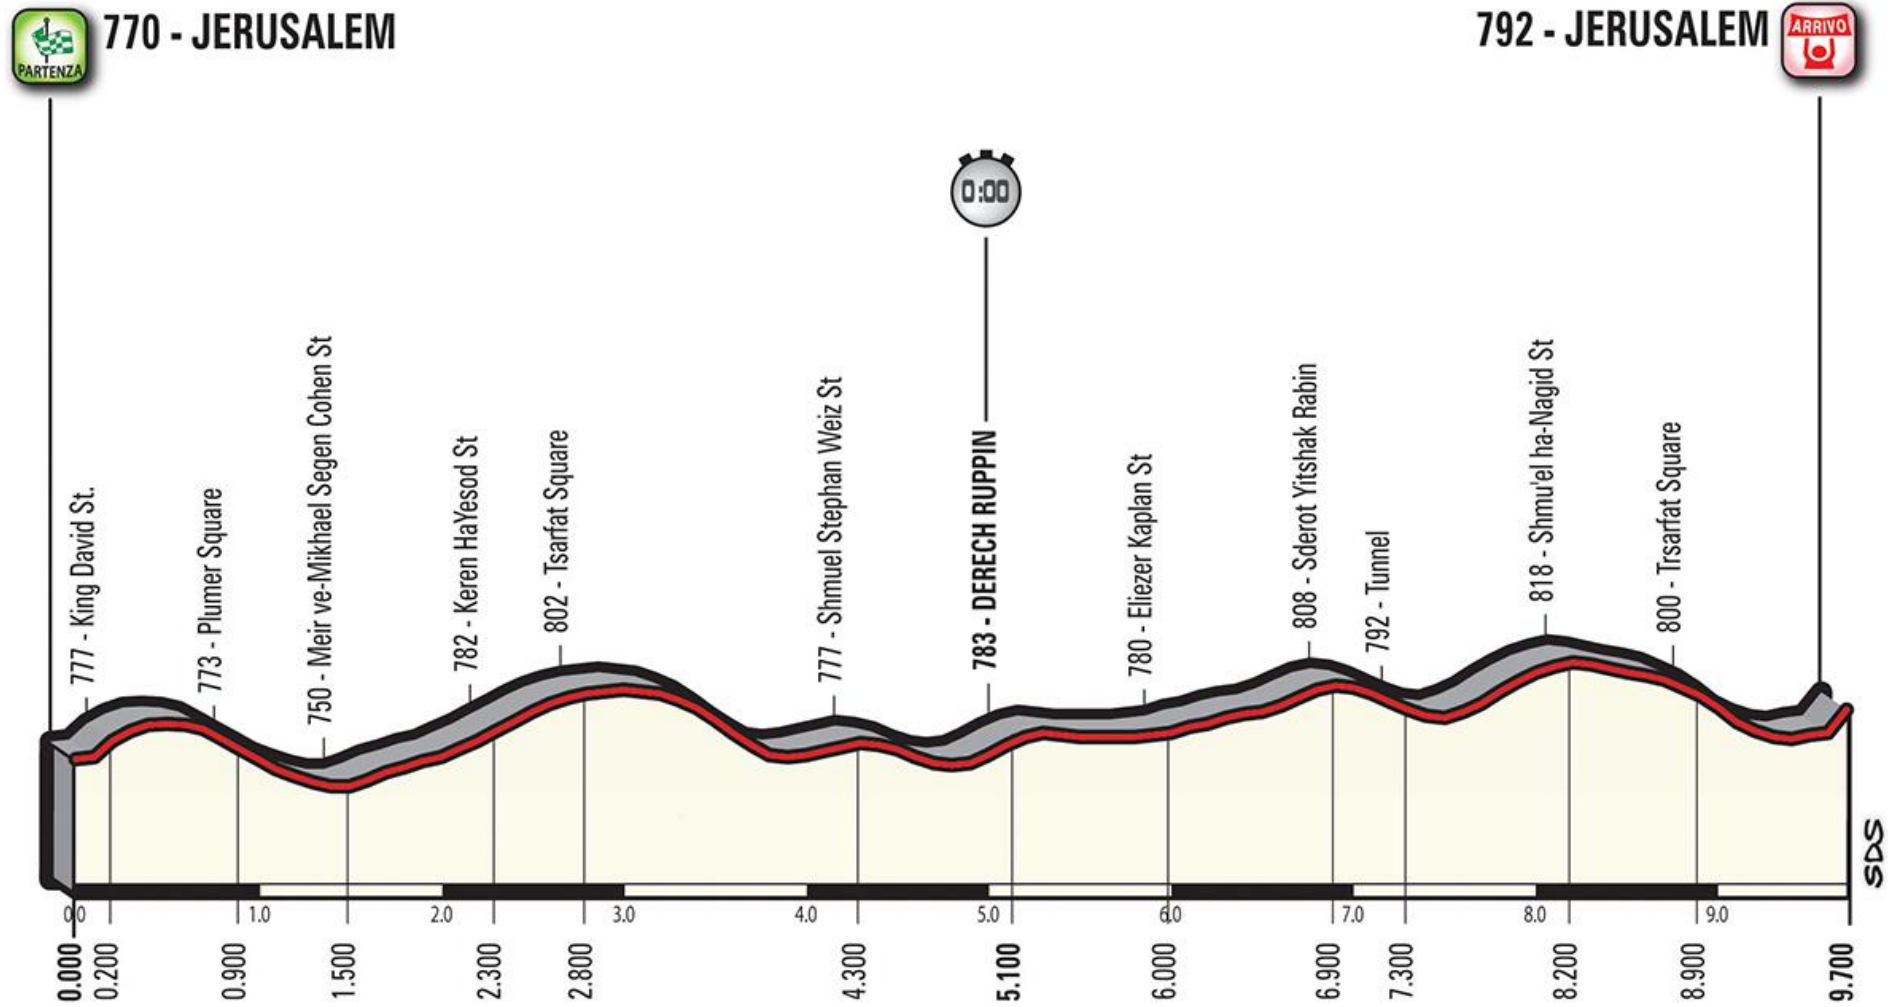 770 - JERUSALEM
792 - JERUSALEM
PARTENZA
ARRIVO
0:00
777 - King David St.
773 - Plumer Square
750 - Meir ve-Mikhael Segen Cohen St
782 - Keren HaYesod St
802 - Tsarfat Square
777 - Shmuel Stephan Weiz St
783 - DERECH RUPPIN
780 - Eliezer Kaplan St
808 - Sderot Yitshak Rabin
792 - Tunnel
818 - Shmu'el ha-Nagid St
800 - Trsarfat Square
SDS
0.0 1.0 2.0 3.0 4.0 5.0 6.0 7.0 8.0 9.0
0.000 0.200 0.900 1.500 2.300 2.800 4.300 5.100 6.000 6.900 7.300 8.200 8.900 9.700